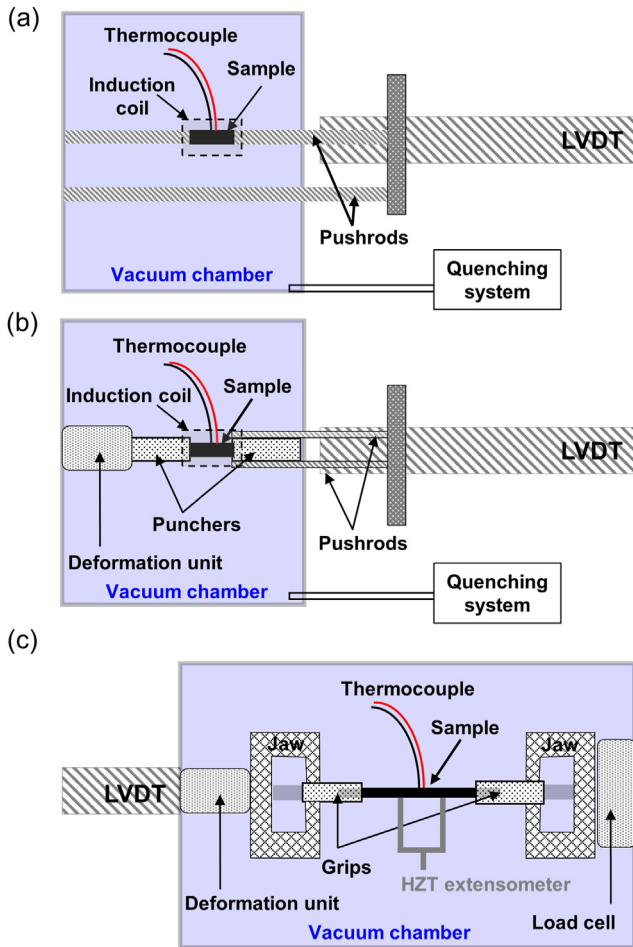 (a)
Thermocouple
Sample
Induction
coil
LVDT
Pushrods
Vacuum chamber
Quenching
system
(b)
Thermocouple
Induction coil
Sample
LVDT
Punchers
Pushrods
Deformation unit
Vacuum chamber
Quenching
system
(c)
Thermocouple
Sample
Jaw
Jaw
LVDT
Grips
HZT extensometer
Deformation unit
Load cell
Vacuum chamber